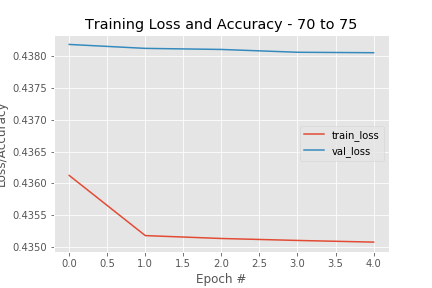 Training Loss and Accuracy - 70 to 75
0.4380
0.4375
0.4370
0.4365
0.4360
0.4355
0.4350
Loss/Accuracy
train_loss
val_loss
0.0 0.5 1.0 1.5 2.0 2.5 3.0 3.5 4.0
Epoch #